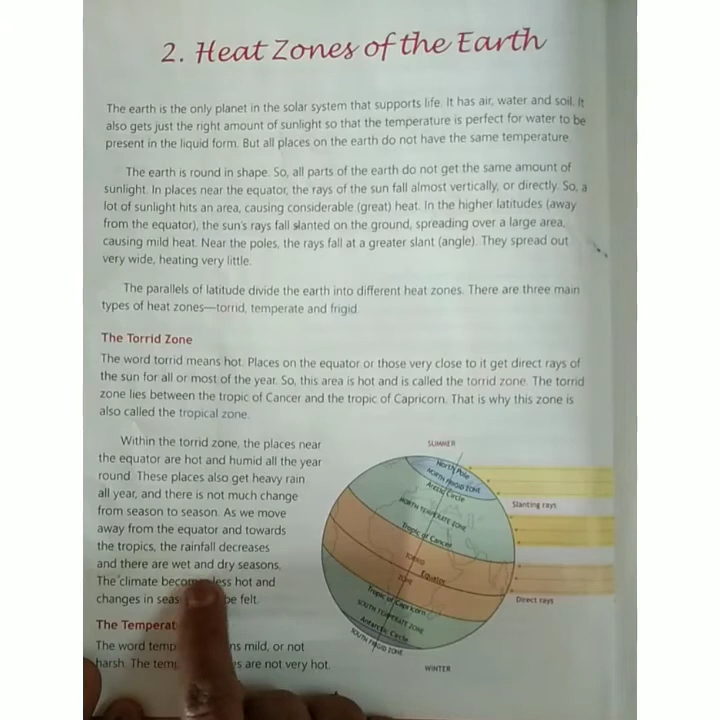 2. Heat Zones of the Earth
The earth is the only planet in the solar system that supports life. It has air, water and soil. It
also gets just the right amount of sunlight so that the temperature is perfect for water to be
present in the liquid form. But all places on the earth do not have the same temperature.
The earth is round in shape. So, all parts of the earth do not get the same amount of
sunlight. In places near the equator, the rays of the sun fall almost vertically, or directly. So, a
lot of sunlight hits an area, causing considerable (great) heat. In the higher latitudes (away
from the equator), the sun's rays fall slanted on the ground, spreading over a large area,
causing mild heat. Near the poles, the rays fall at a greater slant (angle). They spread out
very wide, heating very little.
The parallels of latitude divide the earth into different heat zones. There are three main
types of heat zones—torrid, temperate and frigid.
The Torrid Zone
The word torrid means hot. Places on the equator or those very close to it get direct rays of
the sun for all or most of the year. So, this area is hot and is called the torrid zone. The torrid
zone lies between the tropic of Cancer and the tropic of Capricorn. That is why this zone is
also called the tropical zone.
Within the torrid zone, the places near
the equator are hot and humid all the year
round. These places also get heavy rain
all year, and there is not much change
from season to season. As we move
away from the equator and towards
the tropics, the rainfall decreases
and there are wet and dry seasons.
The climate less hot and
changes in be felt.
The
The word mild, or not
harsh. The are not very hot.
SUMMER
North Pole
NORTH FRIGID ZONE
Arctic Circle
NORTH TEMPERATE ZONE
Tropic of Cancer
TORRID
Equator
ZONE
Tropic of Capricorn
SOUTH TEMPERATE ZONE
Antarctic Circle
SOUTH FRIGID ZONE
WINTER
Slanting rays
Direct rays